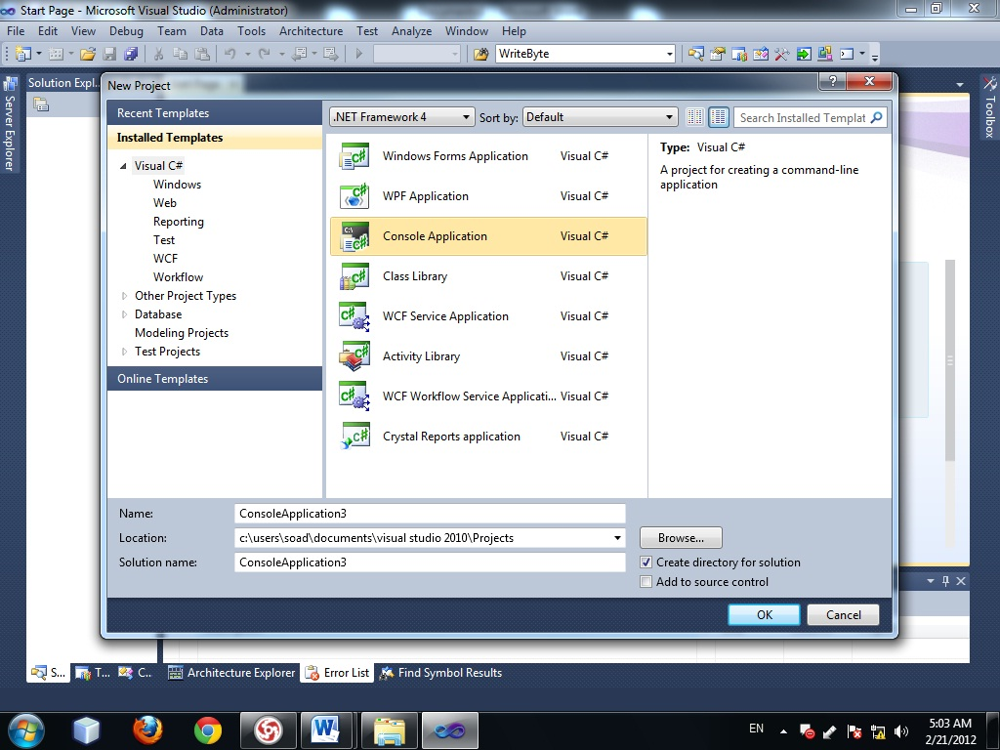 Start Page - Microsoft Visual Studio (Administrator)
File Edit View Debug Team Data Tools Architecture Test Analyze Window Help
WriteByte
Solution Expl...
Server Explorer
Toolbox
New Project
Recent Templates
Installed Templates
Visual C#
Windows
Web
Reporting
Test
WCF
Workflow
Other Project Types
Database
Modeling Projects
Test Projects
Online Templates
.NET Framework 4 Sort by: Default Search Installed Templat
Windows Forms Application Visual C#
WPF Application Visual C#
Console Application Visual C#
Class Library Visual C#
WCF Service Application Visual C#
Activity Library Visual C#
WCF Workflow Service Applicati... Visual C#
Crystal Reports application Visual C#
Type: Visual C#
A project for creating a command-line
application
Name: ConsoleApplication3
Location: c:\users\soad\documents\visual studio 2010\Projects Browse...
Solution name: ConsoleApplication3
Create directory for solution
Add to source control
OK Cancel
S... T... C... Architecture Explorer Error List Find Symbol Results
EN
5:03 AM
2/21/2012